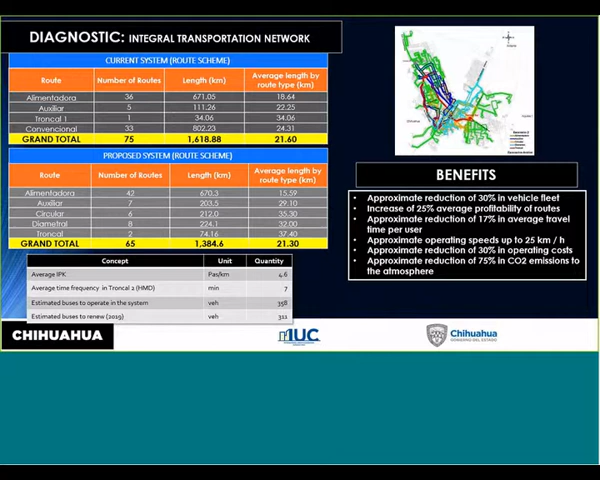 DIAGNOSTIC: INTEGRAL TRANSPORTATION NETWORK
CURRENT SYSTEM (ROUTE SCHEME)
Route Number of Routes Length (km) Average length by route type (km)
Alimentadora 36 671.05 18.64
Auxiliar 5 111.26 22.25
Troncal 1 1 34.06 34.06
Convencional 33 802.23 24.31
GRAND TOTAL 75 1,618.88 21.60
PROPOSED SYSTEM (ROUTE SCHEME)
Route Number of Routes Length (km) Average length by route type (km)
Alimentadora 42 670.3 15.59
Auxiliar 7 203.5 29.10
Circular 6 212.0 35.30
Diametral 8 224.1 32.00
Troncal 2 74.16 37.40
GRAND TOTAL 65 1,384.6 21.30
Concept Unit Quantity
Average IPK Pas/km 4.6
Average time frequency in Troncal 2 (HMD) min 7
Estimated buses to operate in the system veh 358
Estimated buses to renew (2019) veh 311
BENEFITS
• Approximate reduction of 30% in vehicle fleet
• Increase of 25% average profitability of routes
• Approximate reduction of 17% in average travel
time per user
• Approximate operating speeds up to 25 km / h
• Approximate reduction of 30% in operating costs
• Approximate reduction of 75% in CO2 emissions to
the atmosphere
CHIHUAHUA
IUC
Chihuahua
GOBIERNO DEL ESTADO